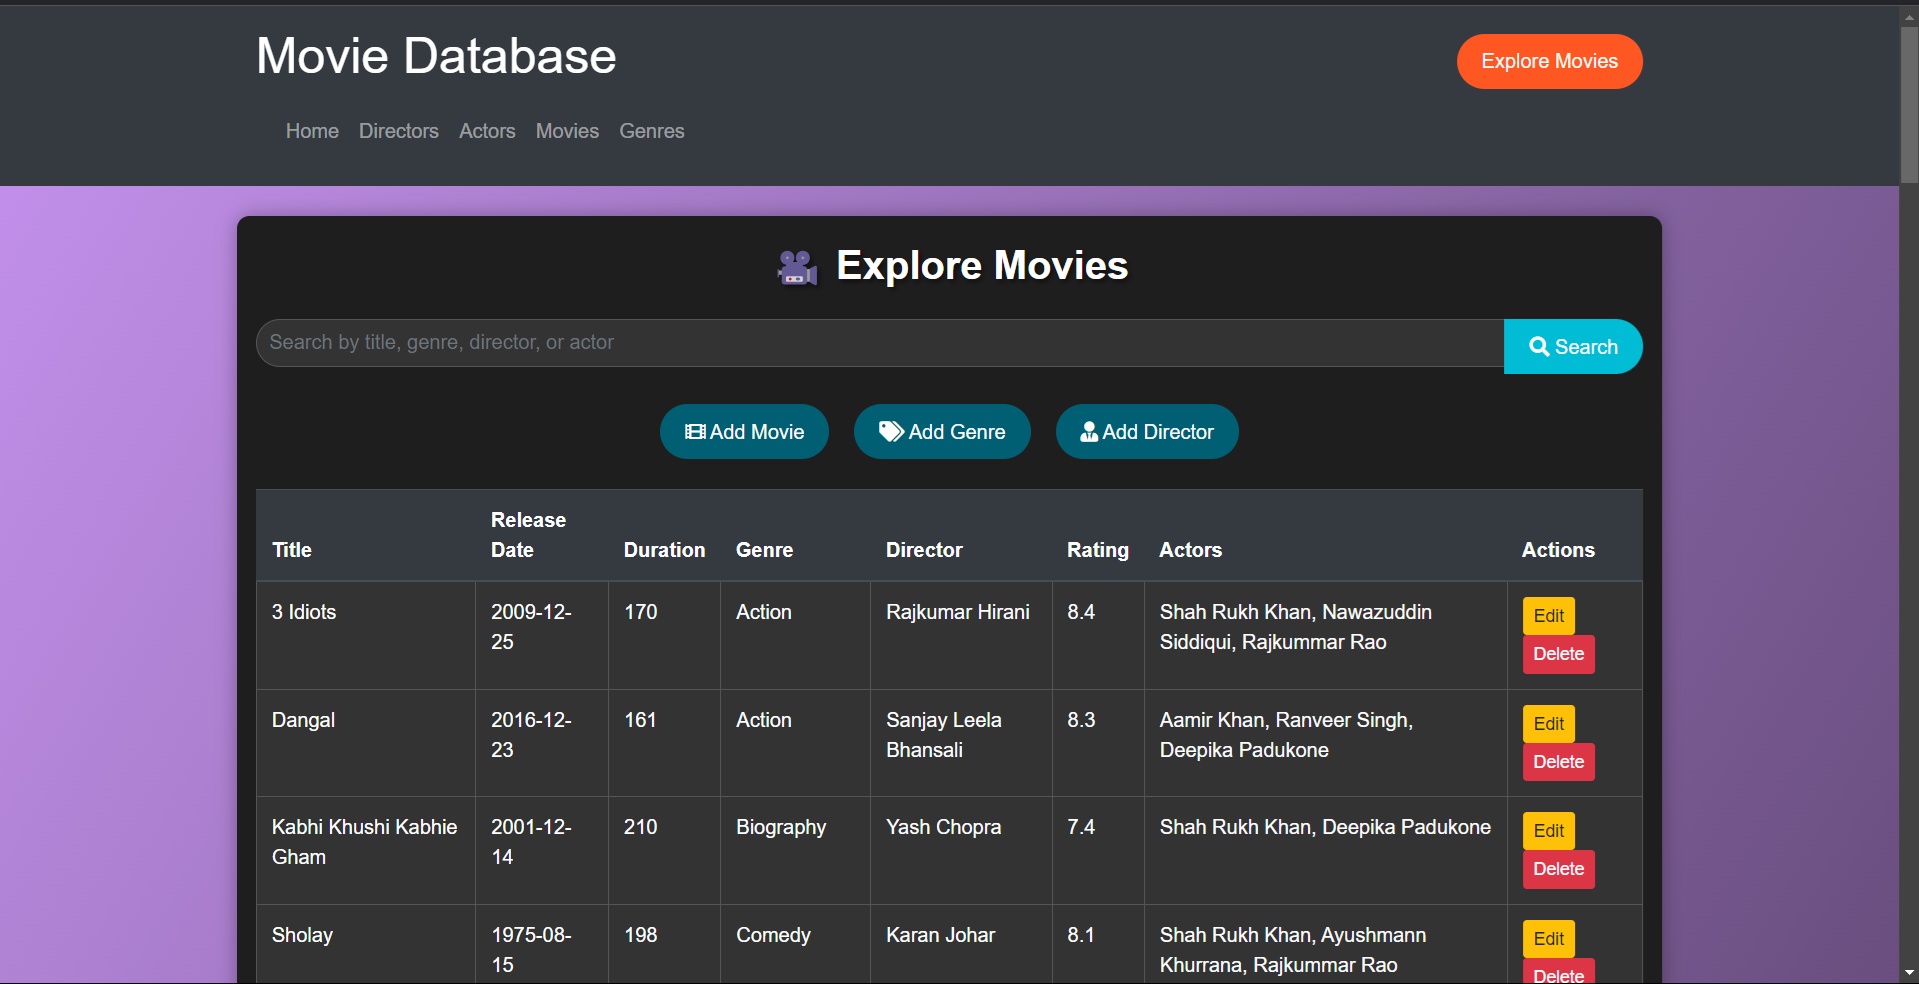 Movie Database
Explore Movies
Home Directors Actors Movies Genres
Explore Movies
Search by title, genre, director, or actor
Search
Add Movie Add Genre Add Director
Title Release Date Duration Genre Director Rating Actors Actions
3 Idiots 2009-12-25 170 Action Rajkumar Hirani 8.4 Shah Rukh Khan, Nawazuddin Siddiqui, Rajkummar Rao Edit Delete
Dangal 2016-12-23 161 Action Sanjay Leela Bhansali 8.3 Aamir Khan, Ranveer Singh, Deepika Padukone Edit Delete
Kabhi Khushi Kabhie Gham 2001-12-14 210 Biography Yash Chopra 7.4 Shah Rukh Khan, Deepika Padukone Edit Delete
Sholay 1975-08-15 198 Comedy Karan Johar 8.1 Shah Rukh Khan, Ayushmann Khurrana, Rajkummar Rao Edit Delete